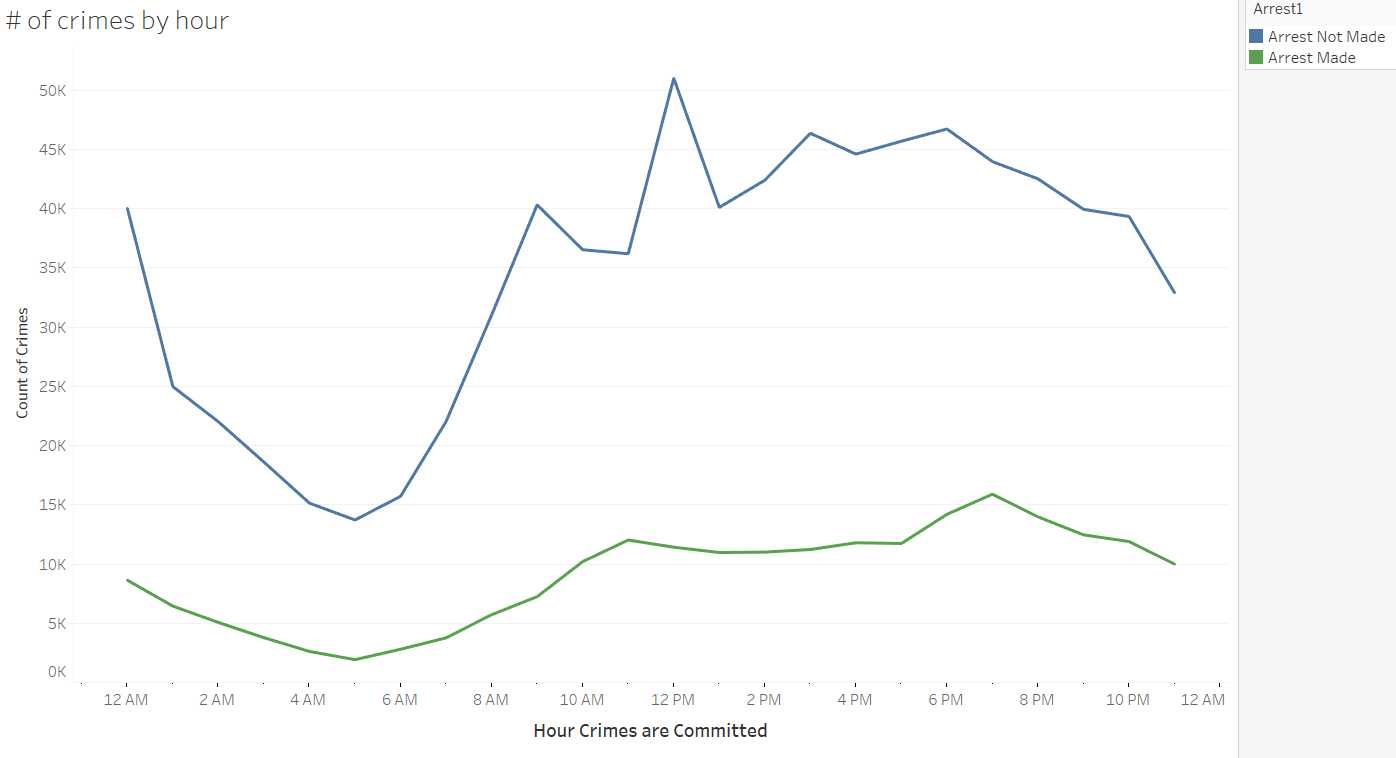 # of crimes by hour
Arrest1
Arrest Not Made
Arrest Made
Count of Crimes
50K
45K
40K
35K
30K
25K
20K
15K
10K
5K
0K
12 AM 2 AM 4 AM 6 AM 8 AM 10 AM 12 PM 2 PM 4 PM 6 PM 8 PM 10 PM 12 AM
Hour Crimes are Committed